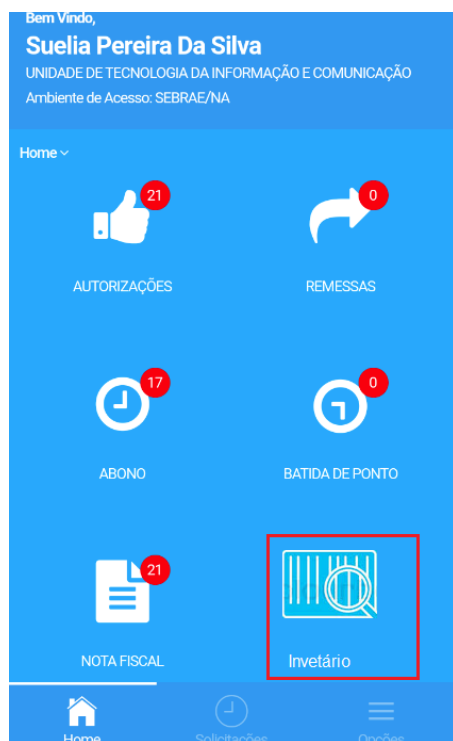 Bem Vindo,
Suelia Pereira Da Silva
UNIDADE DE TECNOLOGIA DA INFORMAÇÃO E COMUNICAÇÃO
Ambiente de Acesso: SEBRAE/NA
Home
21
0
AUTORIZAÇÕES
REMESSAS
17
0
ABONO
BATIDA DE PONTO
21
NOTA FISCAL
Invetário
Home
Solicitações
Opções